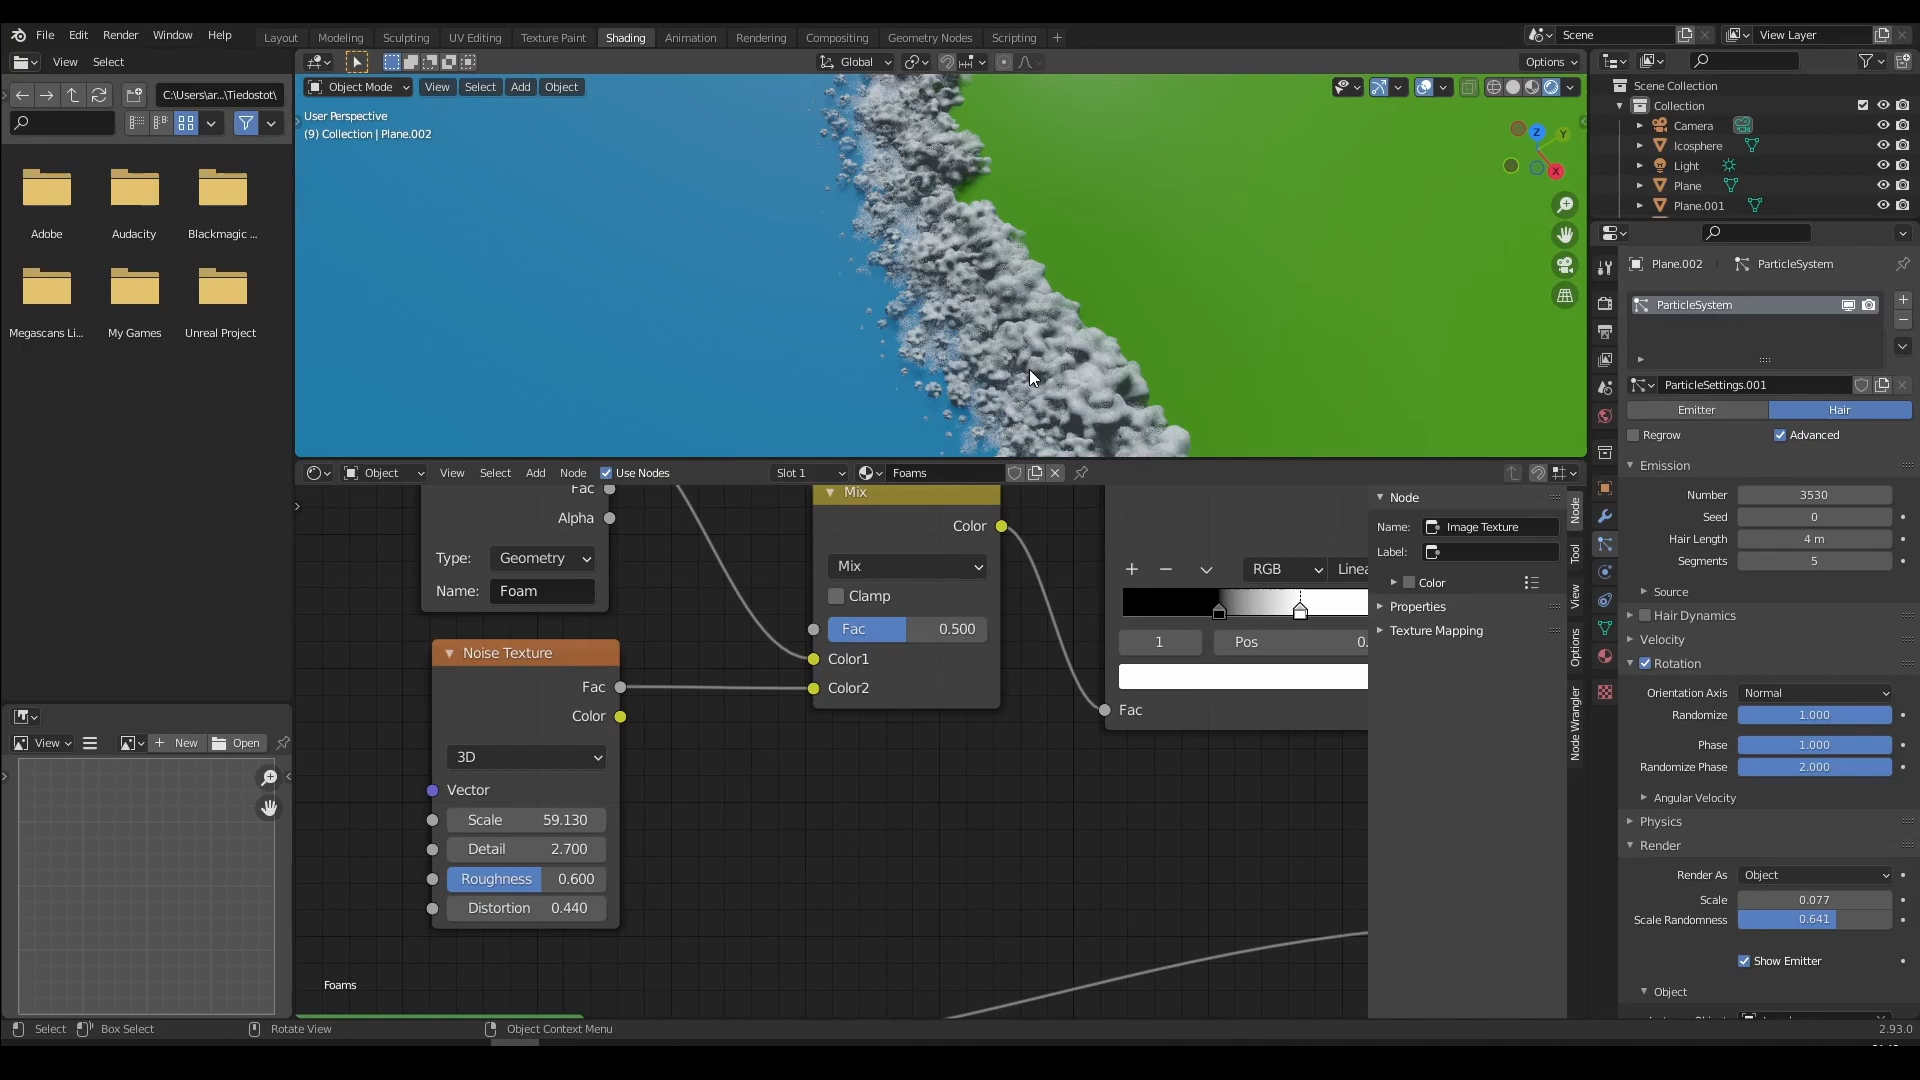 File Edit Render Window Help
Layout Modeling Sculpting UV Editing Texture Paint Shading Animation Rendering Compositing Geometry Nodes Scripting +
Scene
View Layer
View Select
Global
Options
C:\Users\ar...\Tiedostot\
Object Mode View Select Add Object
User Perspective
(9) Collection | Plane.002
Z
Y
X
Adobe
Audacity
Blackmagic ...
Megascans Li...
My Games
Unreal Project
Scene Collection
Collection
Camera
Icosphere
Light
Plane
Plane.001
Plane.002
ParticleSystem
ParticleSystem
ParticleSettings.001
Emitter
Hair
Regrow
Advanced
Emission
Number 3530
Seed 0
Hair Length 4 m
Segments 5
Source
Hair Dynamics
Velocity
Rotation
Orientation Axis Normal
Randomize 1.000
Phase 1.000
Randomize Phase 2.000
Angular Velocity
Physics
Render
Render As Object
Scale 0.077
Scale Randomness 0.641
Show Emitter
Object
Object View Select Add Node Use Nodes Slot 1 Foams
Fac
Alpha
Type: Geometry
Name: Foam
Noise Texture
Fac
Color
3D
Vector
Scale 59.130
Detail 2.700
Roughness 0.600
Distortion 0.440
Mix
Color
Mix
Clamp
Fac 0.500
Color1
Color2
RGB
Linea
1
Pos 0.
Fac
Node
Name: Image Texture
Label:
Color
Properties
Texture Mapping
Node
Tool
View
Options
Node Wrangler
View
New
Open
Foams
Select
Box Select
Rotate View
Object Context Menu
2.93.0